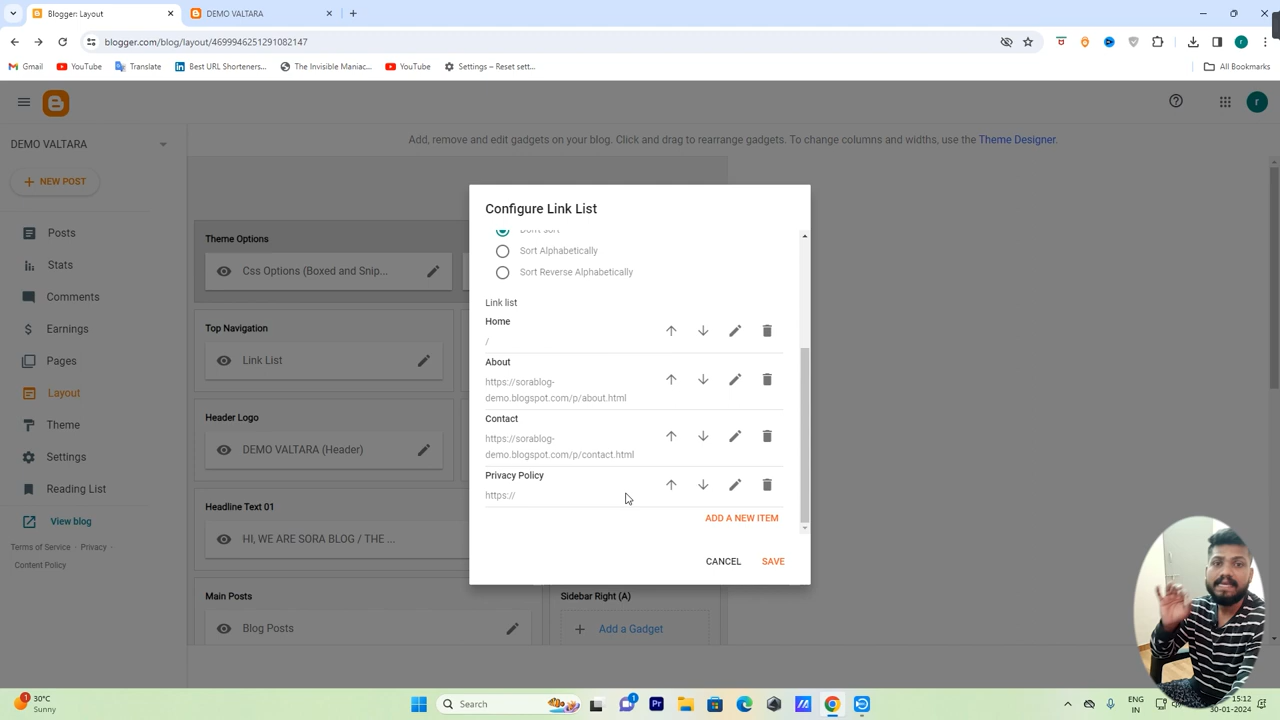 Blogger: Layout
DEMO VALTARA
blogger.com/blog/layout/4699946251291082147
Gmail
YouTube
Translate
Best URL Shorteners...
The Invisible Maniac...
YouTube
Settings – Reset sett...
All Bookmarks
r
DEMO VALTARA
NEW POST
Posts
Stats
Comments
Earnings
Pages
Layout
Theme
Settings
Reading List
View blog
Terms of Service · Privacy ·
Content Policy
Add, remove and edit gadgets on your blog. Click and drag to rearrange gadgets. To change columns and widths, use the Theme Designer.
Theme Options
Css Options (Boxed and Snip...
Top Navigation
Link List
Header Logo
DEMO VALTARA (Header)
Headline Text 01
HI, WE ARE SORA BLOG / THE ...
Main Posts
Blog Posts
Sidebar Right (A)
Add a Gadget
Configure Link List
Don't sort
Sort Alphabetically
Sort Reverse Alphabetically
Link list
Home
/
About
https://sorablog-
demo.blogspot.com/p/about.html
Contact
https://sorablog-
demo.blogspot.com/p/contact.html
Privacy Policy
https://
ADD A NEW ITEM
CANCEL
SAVE
1
30°C
Sunny
Search
1
Pr
ENG
IN
15:12
30-01-2024